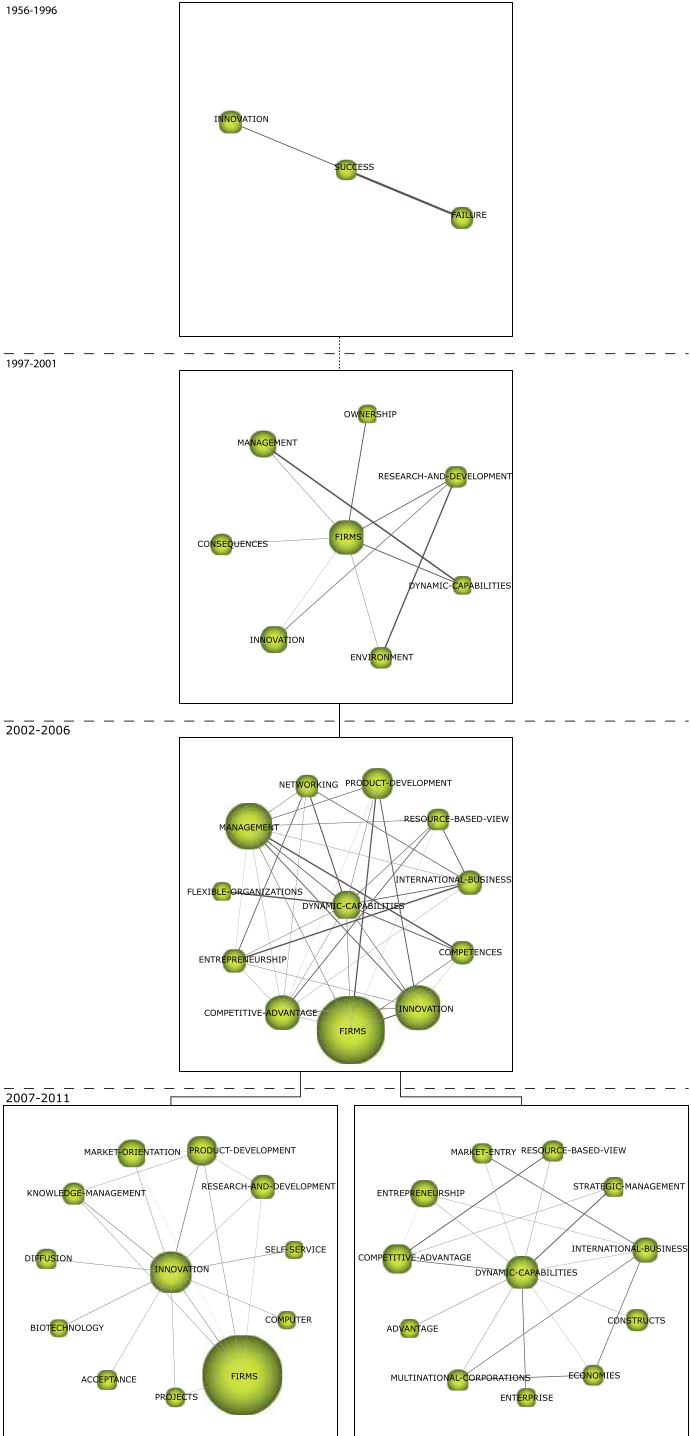 1956-1996
INNOVATION
SUCCESS
FAILURE
1997-2001
OWNERSHIP
MANAGEMENT
RESEARCH-AND-DEVELOPMENT
FIRMS
CONSEQUENCES
DYNAMIC-CAPABILITIES
INNOVATION
ENVIRONMENT
2002-2006
NETWORKING
PRODUCT-DEVELOPMENT
RESOURCE-BASED-VIEW
MANAGEMENT
INTERNATIONAL-BUSINESS
FLEXIBLE-ORGANIZATIONS
DYNAMIC-CAPABILITIES
COMPETENCES
ENTREPRENEURSHIP
COMPETITIVE-ADVANTAGE
INNOVATION
FIRMS
2007-2011
MARKET-ORIENTATION
PRODUCT-DEVELOPMENT
KNOWLEDGE-MANAGEMENT
RESEARCH-AND-DEVELOPMENT
SELF-SERVICE
DIFFUSION
INNOVATION
COMPUTER
BIOTECHNOLOGY
FIRMS
ACCEPTANCE
PROJECTS
MARKET-ENTRY
RESOURCE-BASED-VIEW
STRATEGIC-MANAGEMENT
ENTREPRENEURSHIP
INTERNATIONAL-BUSINESS
COMPETITIVE-ADVANTAGE
DYNAMIC-CAPABILITIES
CONSTRUCTS
ADVANTAGE
MULTINATIONAL-CORPORATIONS
ECONOMIES
ENTERPRISE